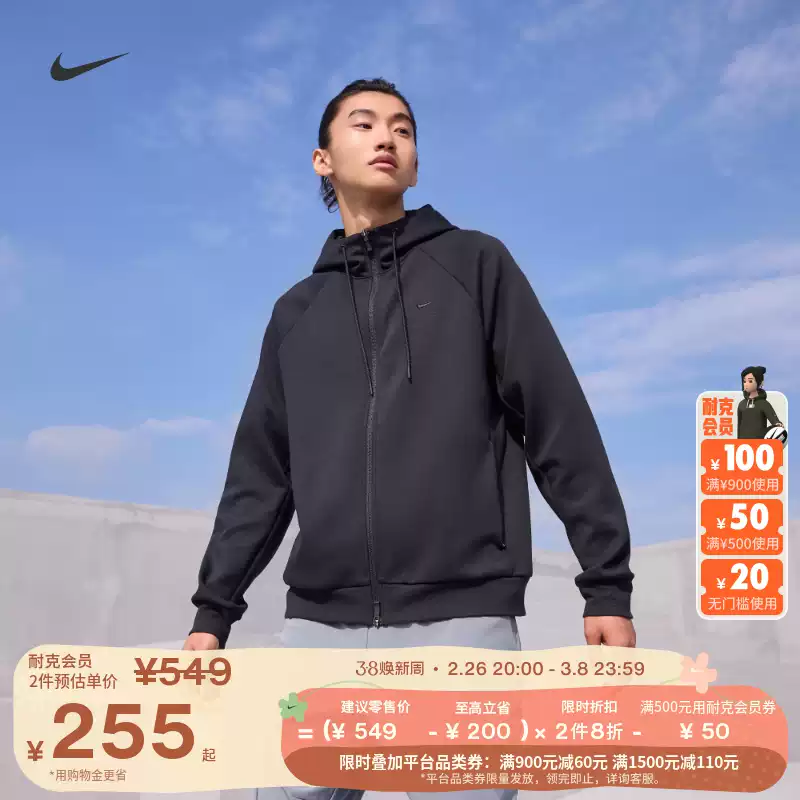 耐克
会员
¥100
满¥900使用
¥50
满¥500使用
¥20
无门槛使用
耐克会员
2件预估单价
¥549
¥255起
*用购物金更省
38焕新周 • 2.26 20:00 - 3.8 23:59
建议零售价 至高立省 限时折扣 满500元用耐克会员券
= (¥ 549 - ¥ 200) × 2件8折 - ¥ 50
限时叠加平台品类券：满900元减60元 满1500元减110元
*平台品类券限量发放，领完即止，详询客服。